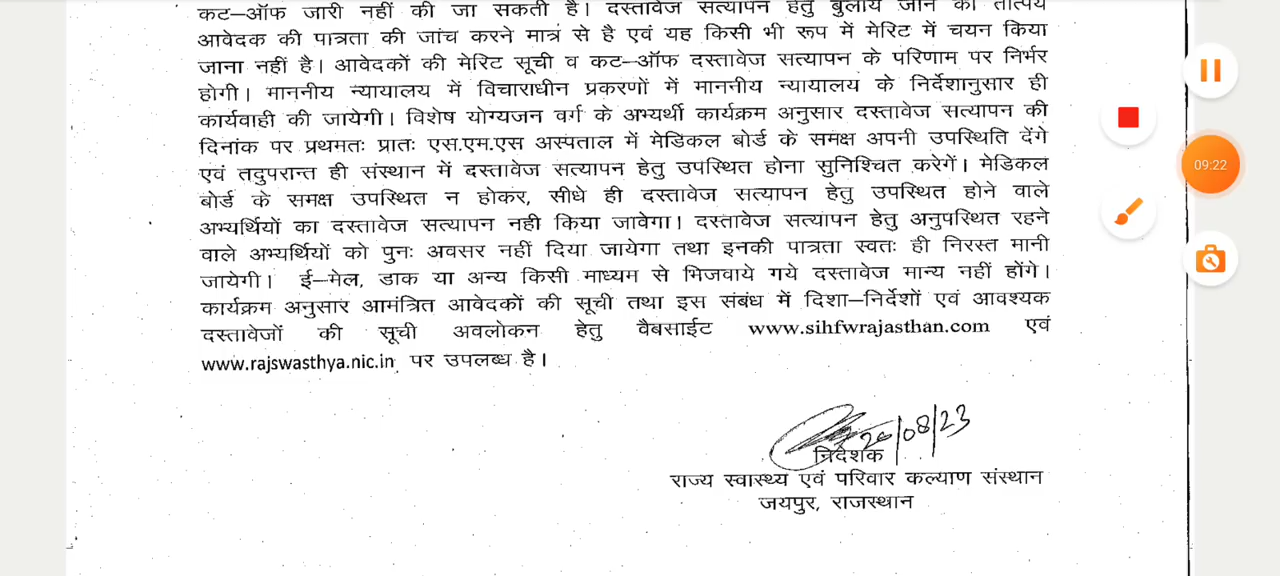 कट–ऑफ जारी नहीं की जा सकती है। दस्तावेज सत्यापन हेतु बुलाये जाने का तात्पर्य
आवेदक की पात्रता की जांच करने मात्र से है एवं यह किसी भी रूप में मेरिट में चयन किया
जाना नहीं है। आवेदकों की मेरिट सूची व कट–ऑफ दस्तावेज सत्यापन के परिणाम पर निर्भर
होगी। माननीय न्यायालय में विचाराधीन प्रकरणों में माननीय न्यायालय के निर्देशानुसार ही
कार्यवाही की जायेगी। विशेष योग्यजन वर्ग के अभ्यर्थी कार्यक्रम अनुसार दस्तावेज सत्यापन की
दिनांक पर प्रथमतः प्रातः एस.एम.एस अस्पताल में मेडिकल बोर्ड के समक्ष अपनी उपस्थिति देंगे
एवं तदुपरान्त ही संस्थान में दस्तावेज सत्यापन हेतु उपस्थित होना सुनिश्चित करेगें। मेडिकल
बोर्ड के समक्ष उपस्थित न होकर, सीधे ही दस्तावेज सत्यापन हेतु उपस्थित होने वाले
अभ्यर्थियों का दस्तावेज सत्यापन नही किया जावेगा। दस्तावेज सत्यापन हेतु अनुपस्थित रहने
वाले अभ्यर्थियों को पुनः अवसर नहीं दिया जायेगा तथा इनकी पात्रता स्वतः ही निरस्त मानी
जायेगी। ई–मेल, डाक या अन्य किसी माध्यम से भिजवाये गये दस्तावेज मान्य नहीं होंगे।
कार्यक्रम अनुसार आमंत्रित आवेदकों की सूची तथा इस संबंध में दिशा–निर्देशों एवं आवश्यक
दस्तावेजों की सूची अवलोकन हेतु वैबसाईट www.sihfwrajasthan.com एवं
www.rajswasthya.nic.in पर उपलब्ध है।
26/08/23
निदेशक
राज्य स्वास्थ्य एवं परिवार कल्याण संस्थान
जयपुर, राजस्थान
09:22